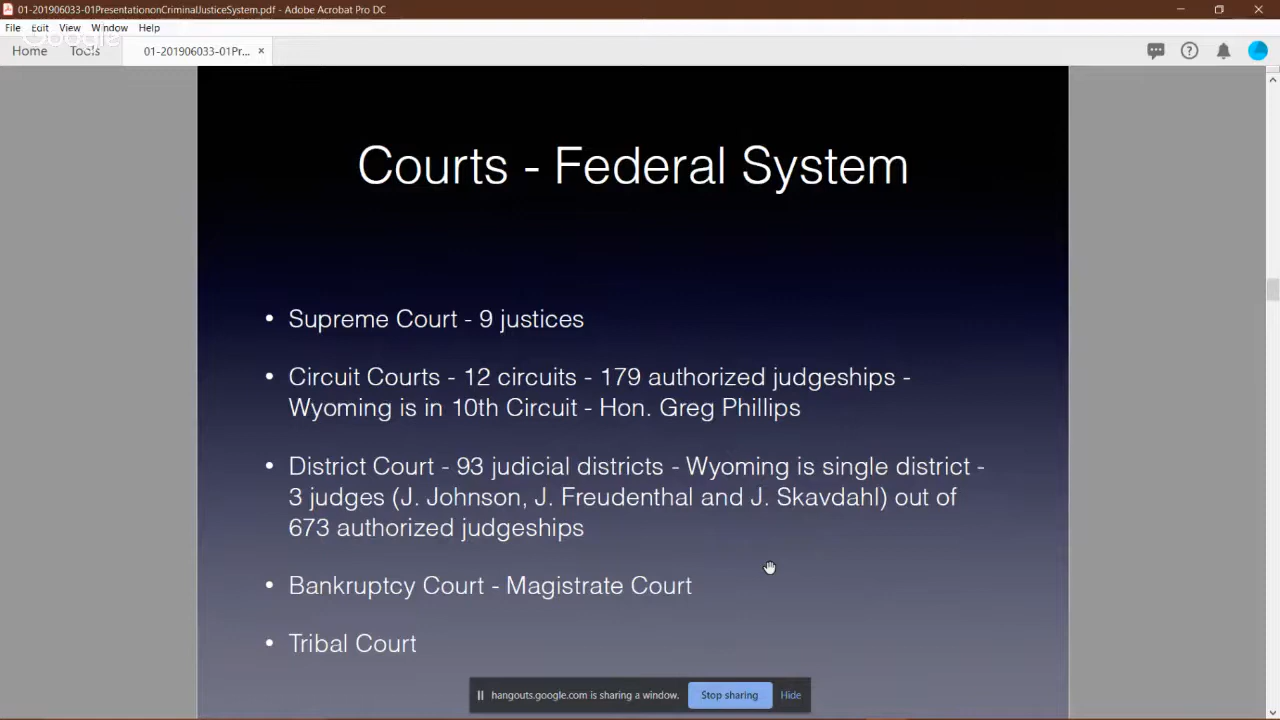 01-201906033-01PresentationonCriminalJusticeSystem.pdf - Adobe Acrobat Pro DC
File Edit View Window Help
Google
Home Tools 01-201906033-01Pr... ×
Courts - Federal System
• Supreme Court - 9 justices
• Circuit Courts - 12 circuits - 179 authorized judgeships -
Wyoming is in 10th Circuit - Hon. Greg Phillips
• District Court - 93 judicial districts - Wyoming is single district -
3 judges (J. Johnson, J. Freudenthal and J. Skavdahl) out of
673 authorized judgeships
• Bankruptcy Court - Magistrate Court
• Tribal Court
hangouts.google.com is sharing a window. Stop sharing Hide